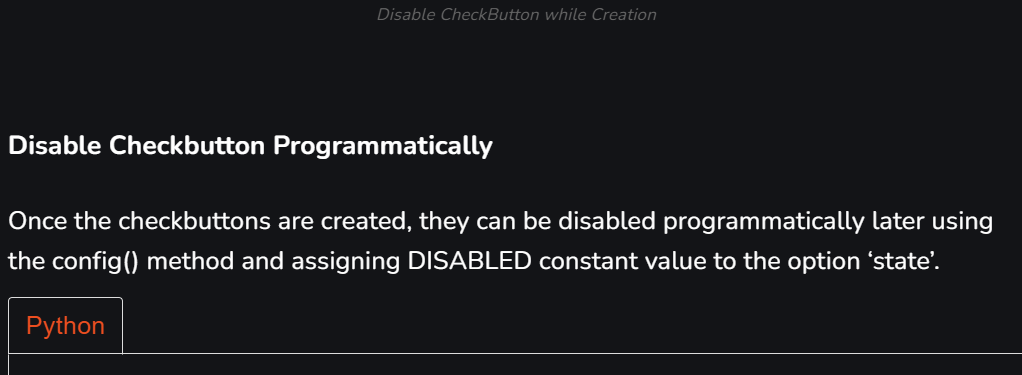 Disable CheckButton while Creation
Disable Checkbutton Programmatically
Once the checkbuttons are created, they can be disabled programmatically later using
the config() method and assigning DISABLED constant value to the option ‘state’.
Python